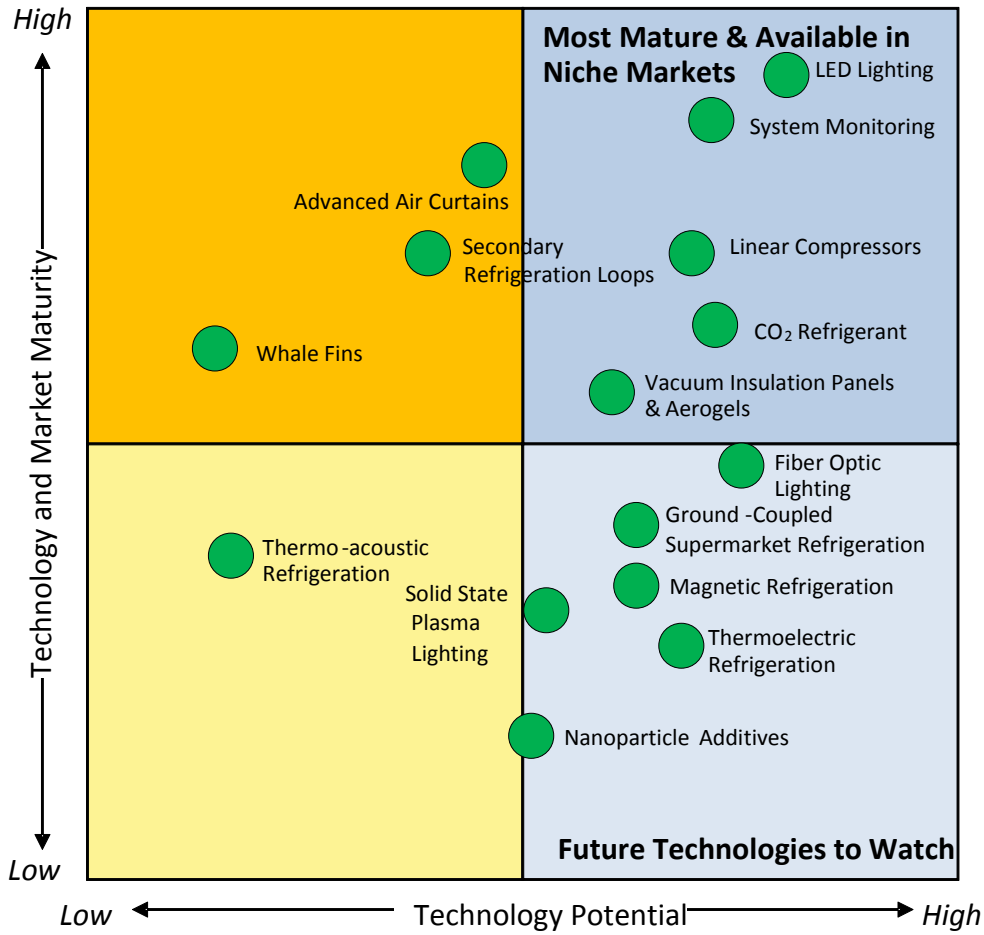 High
Most Mature & Available in
Niche Markets
LED Lighting
System Monitoring
Advanced Air Curtains
Secondary
Refrigeration Loops
Linear Compressors
CO₂ Refrigerant
Whale Fins
Vacuum Insulation Panels
& Aerogels
Technology and Market Maturity
Fiber Optic
Lighting
Ground -Coupled
Supermarket Refrigeration
Thermo -acoustic
Refrigeration
Magnetic Refrigeration
Solid State
Plasma
Lighting
Thermoelectric
Refrigeration
Nanoparticle Additives
Future Technologies to Watch
Low
Low
Technology Potential
High